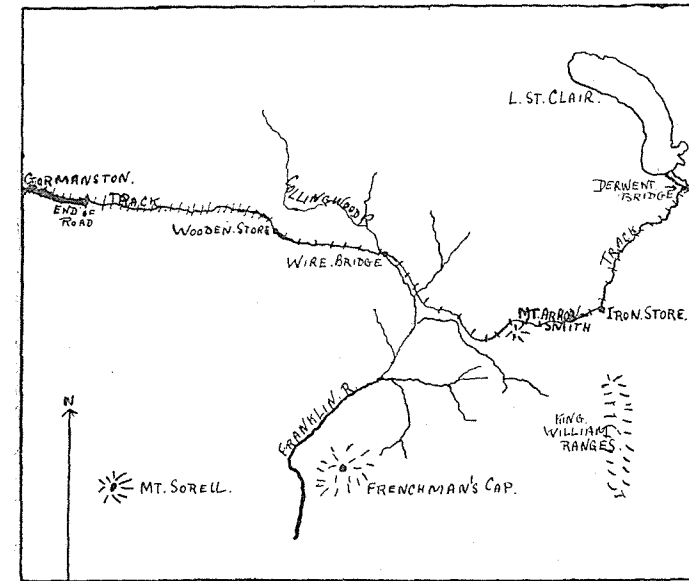 L. ST. CLAIR.
GORMANSTON.
END OF
ROAD
TRACK
WOODEN. STORE
COLLINGWOOD R.
WIRE. BRIDGE
DERWENT
BRIDGE
TRACK
MT. ARROW
SMITH
IRON. STORE.
N
FRANKLIN. R.
KING
WILLIAM
RANGES
MT. SORELL.
FRENCHMAN'S CAP.